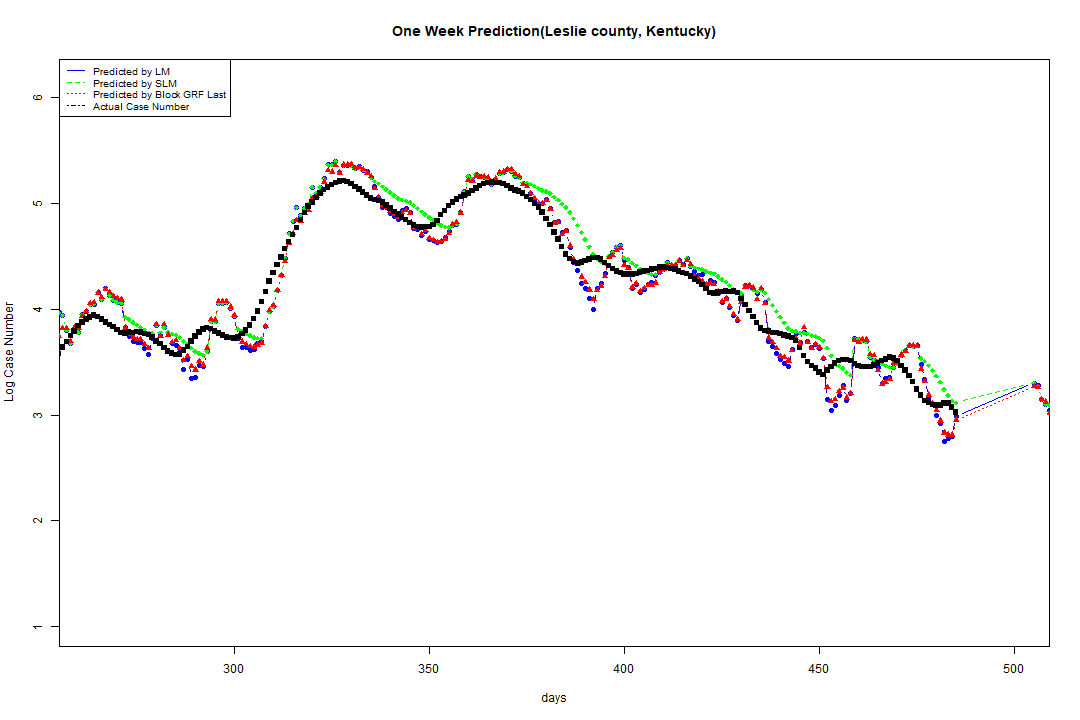 One Week Prediction(Leslie county, Kentucky)
Predicted by LM
Predicted by SLM
Predicted by Block GRF Last
Actual Case Number
6
5
4
3
2
1
Log Case Number
300 350 400 450 500
days